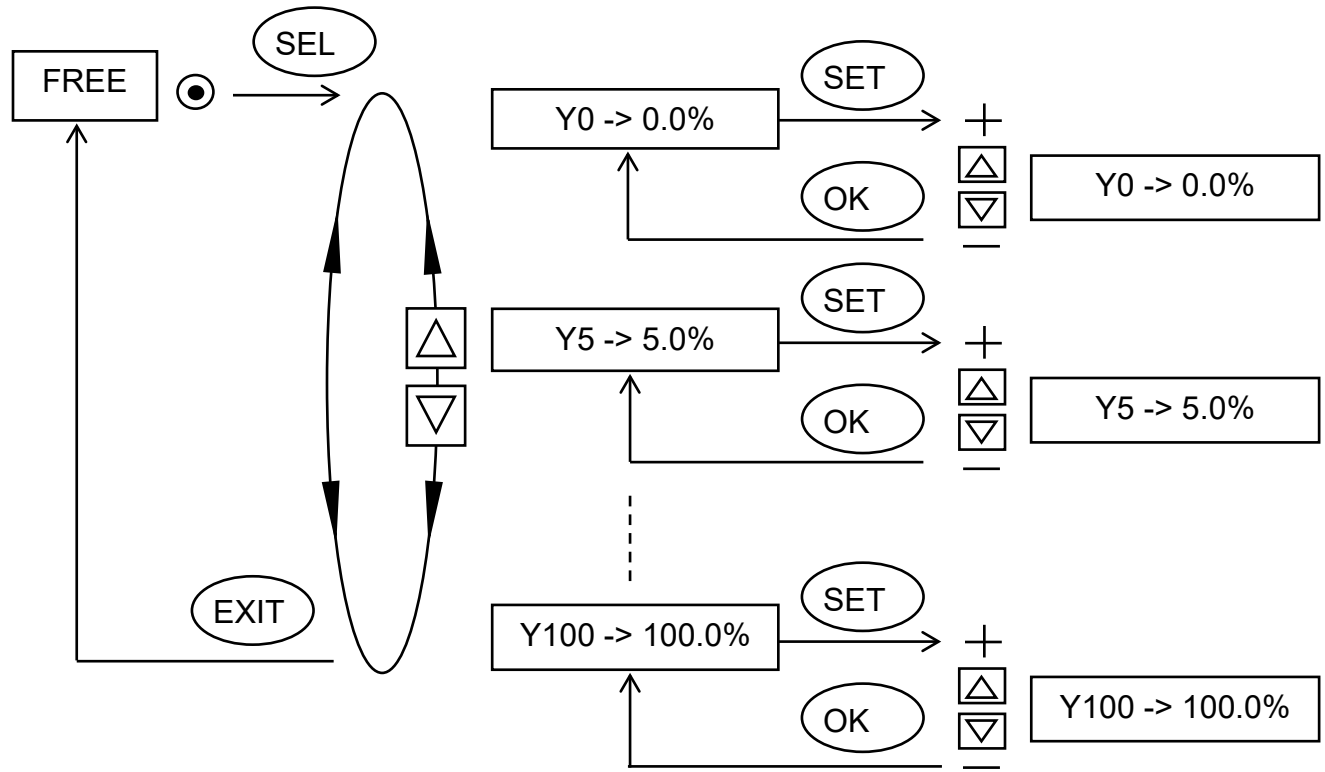 SEL
FREE
SET
Y0 -> 0.0%
+
OK
Y0 -> 0.0%
–
SET
Y5 -> 5.0%
+
OK
Y5 -> 5.0%
–
EXIT
SET
Y100 -> 100.0%
+
OK
Y100 -> 100.0%
–